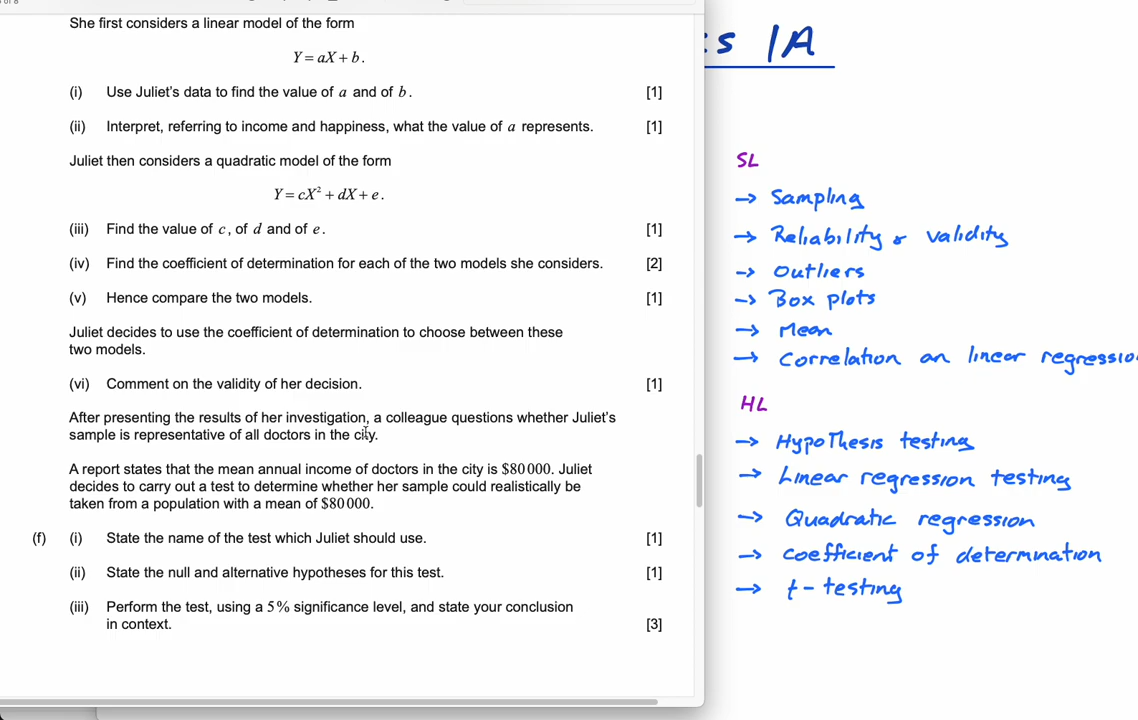 She first considers a linear model of the form
Y = aX + b.
(i) Use Juliet's data to find the value of a and of b. [1]
(ii) Interpret, referring to income and happiness, what the value of a represents. [1]
Juliet then considers a quadratic model of the form
Y = cX² + dX + e.
(iii) Find the value of c, of d and of e. [1]
(iv) Find the coefficient of determination for each of the two models she considers. [2]
(v) Hence compare the two models. [1]
Juliet decides to use the coefficient of determination to choose between these
two models.
(vi) Comment on the validity of her decision. [1]
After presenting the results of her investigation, a colleague questions whether Juliet's
sample is representative of all doctors in the city.
A report states that the mean annual income of doctors in the city is $80 000. Juliet
decides to carry out a test to determine whether her sample could realistically be
taken from a population with a mean of $80 000.
(f) (i) State the name of the test which Juliet should use. [1]
(ii) State the null and alternative hypotheses for this test. [1]
(iii) Perform the test, using a 5% significance level, and state your conclusion
in context. [3]
IA
SL
→ Sampling
→ Reliability & validity
→ Outliers
→ Box plots
→ Mean
→ Correlation an linear regressio
HL
→ Hypothesis testing
→ Linear regression testing
→ Quadratic regression
→ coefficient of determination
→ t-testing